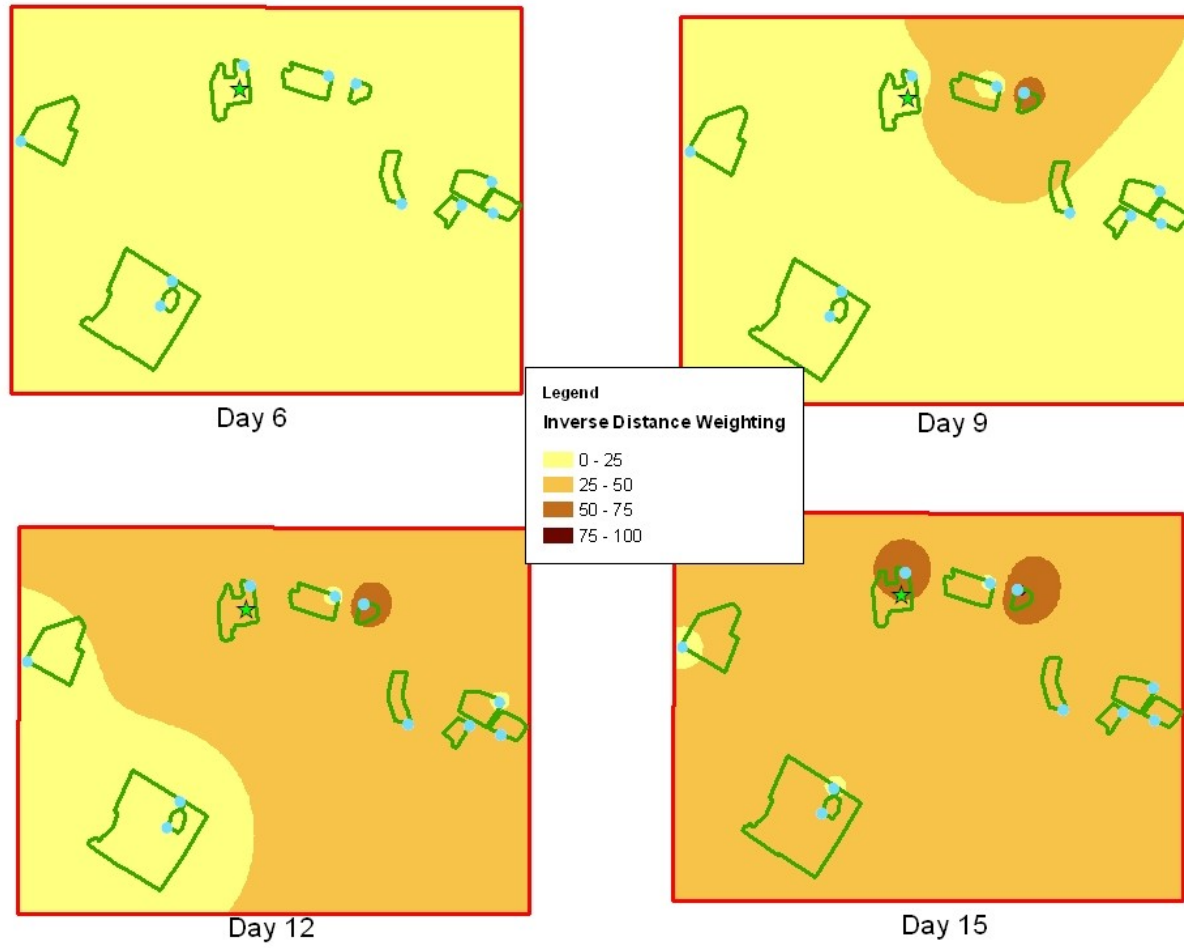 Day 6
Day 9
Legend
Inverse Distance Weighting
0 - 25
25 - 50
50 - 75
75 - 100
Day 12
Day 15